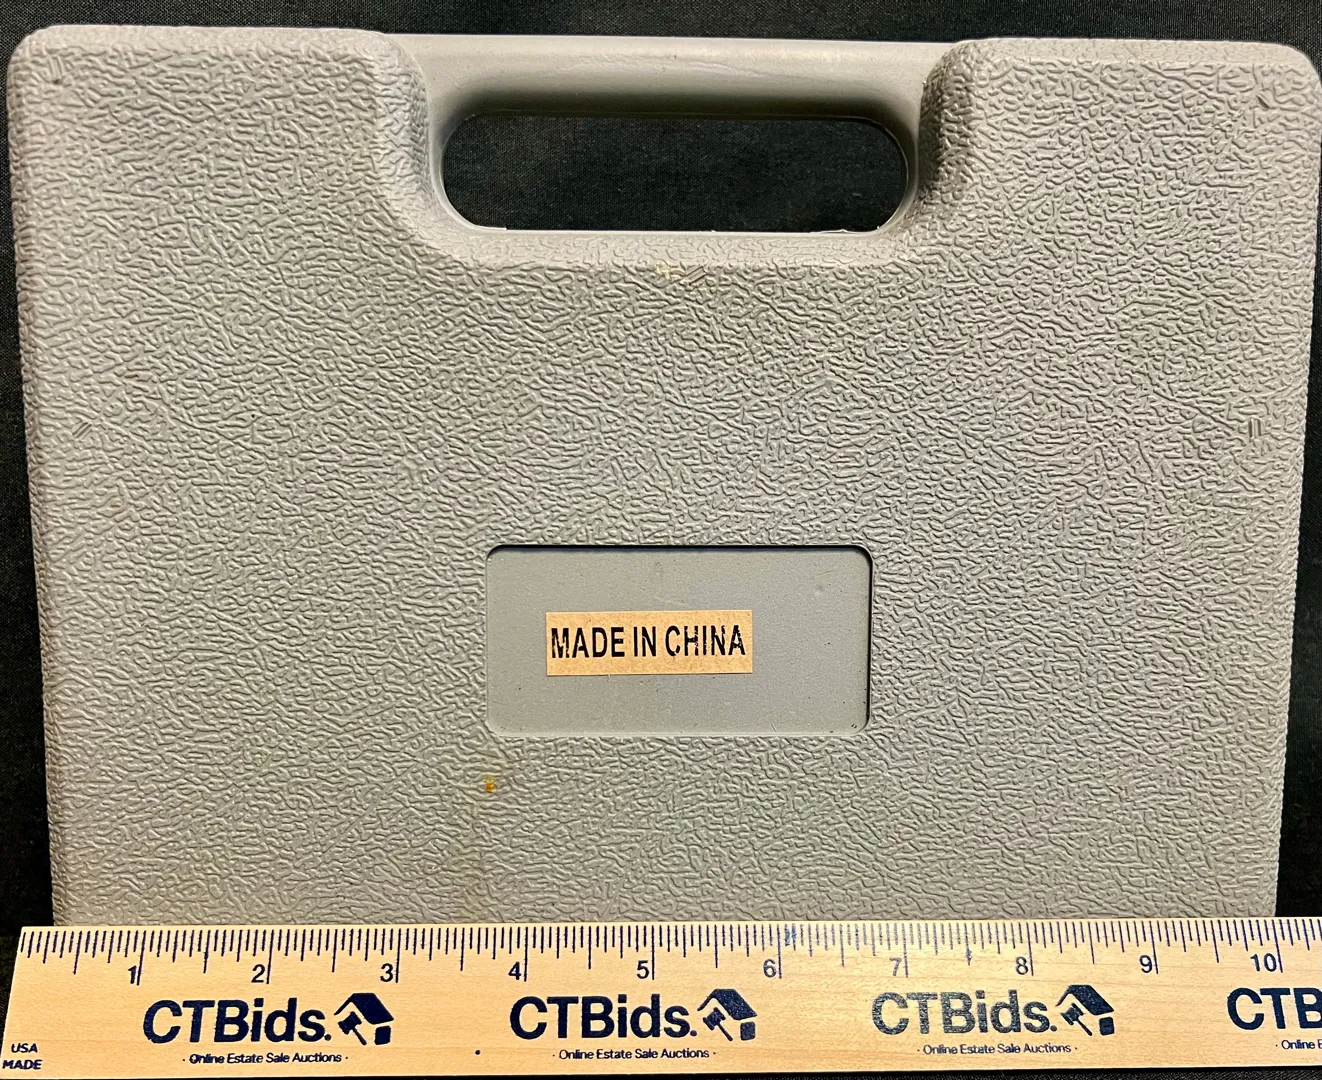 MADE IN CHINA
1 2 3 4 5 6 7 8 9 10
CTBids. CTBids. CTBids. CTB
· Online Estate Sale Auctions · · Online Estate Sale Auctions · · Online Estate Sale Auctions · · Online E
USA
MADE